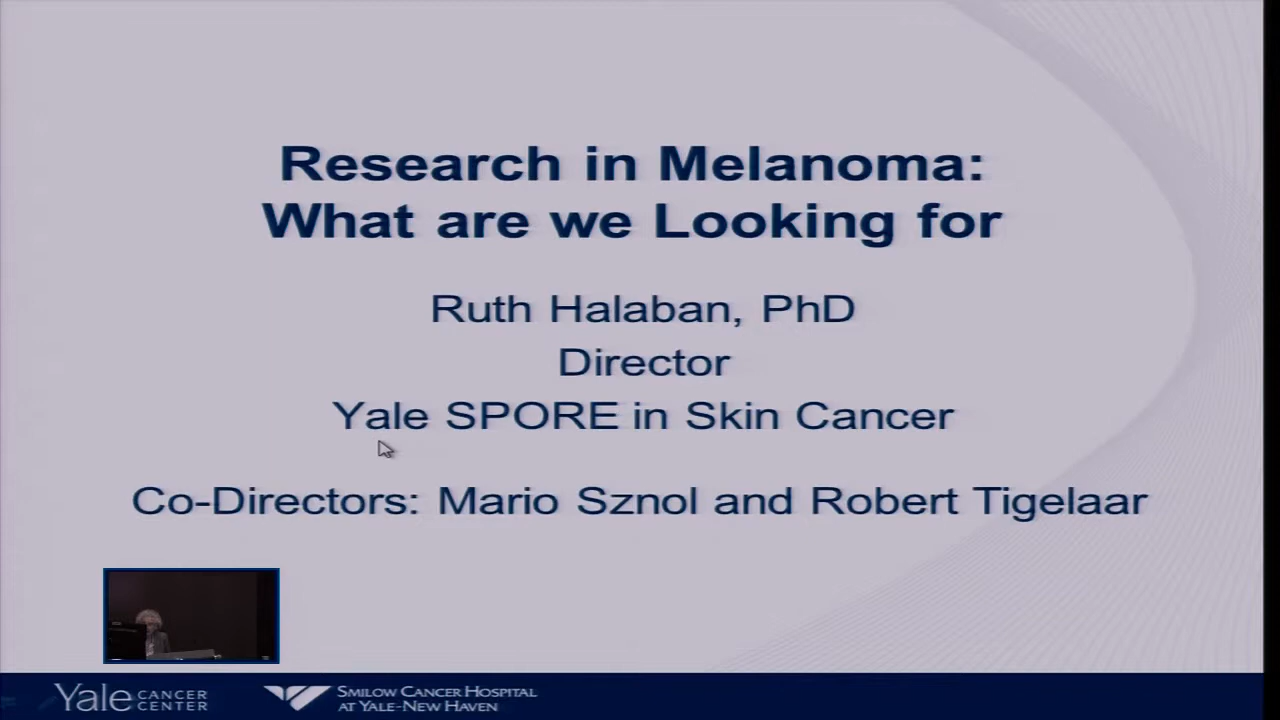 Research in Melanoma:
What are we Looking for
Ruth Halaban, PhD
Director
Yale SPORE in Skin Cancer
Co-Directors: Mario Sznol and Robert Tigelaar
Yale CANCER CENTER
SMILOW CANCER HOSPITAL
AT YALE-NEW HAVEN